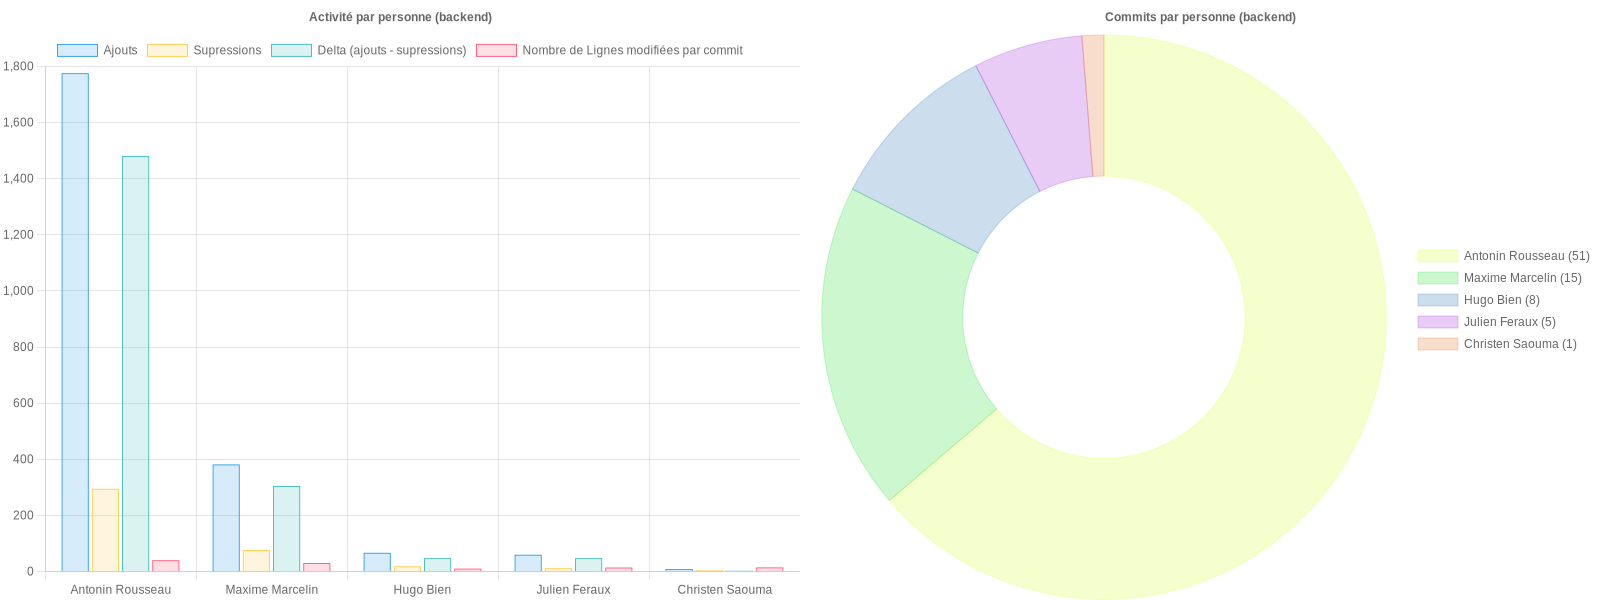 Activité par personne (backend)
Ajouts
Supressions
Delta (ajouts - supressions)
Nombre de Lignes modifiées par commit
1,800
1,600
1,400
1,200
1,000
800
600
400
200
0
Antonin Rousseau
Maxime Marcelin
Hugo Bien
Julien Feraux
Christen Saouma
Commits par personne (backend)
Antonin Rousseau (51)
Maxime Marcelin (15)
Hugo Bien (8)
Julien Feraux (5)
Christen Saouma (1)